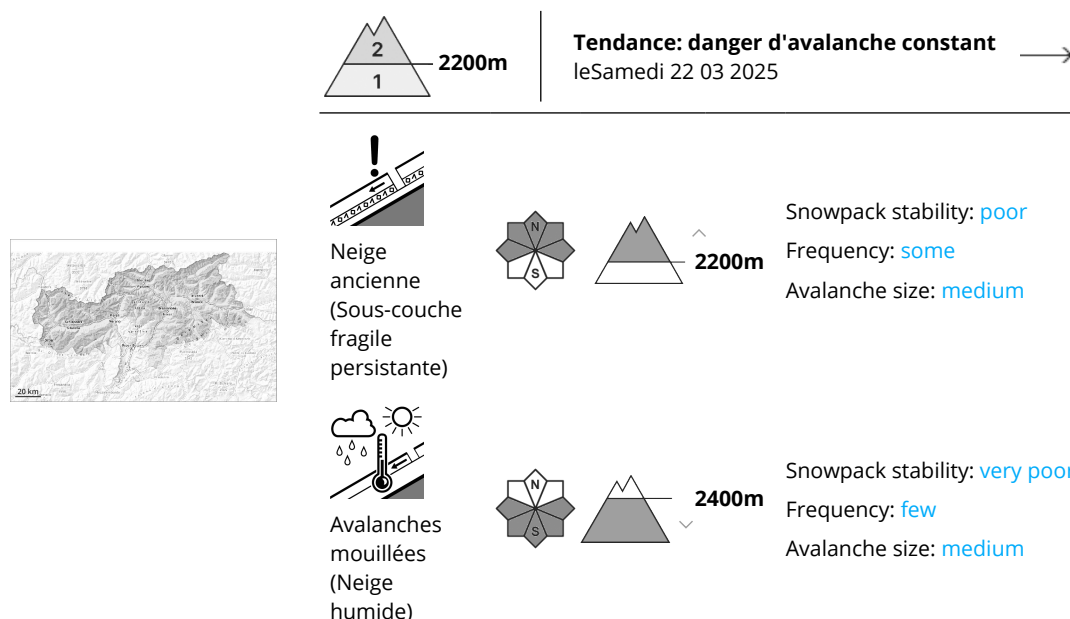 2
1
2200m
Tendance: danger d'avalanche constant
leSamedi 22 03 2025
20 km
Neige
ancienne
(Sous-couche
fragile
persistante)
N
S
2200m
Snowpack stability: poor
Frequency: some
Avalanche size: medium
Avalanches
mouillées
(Neige
humide)
N
S
2400m
Snowpack stability: very poor
Frequency: few
Avalanche size: medium